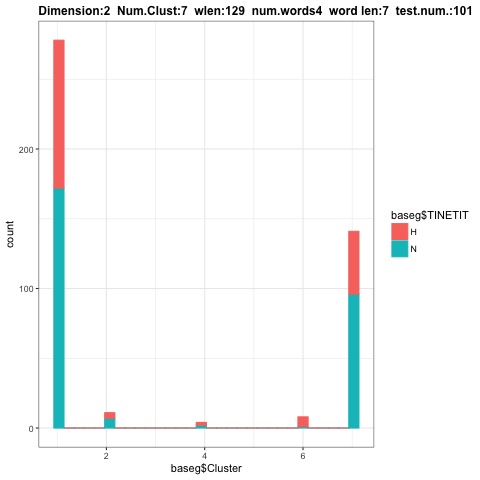 Dimension:2  Num.Clust:7  wlen:129  num.words4  word len:7  test.num.:101
200
100
0
count
2
4
6
baseg$Cluster
baseg$TINETIT
H
N